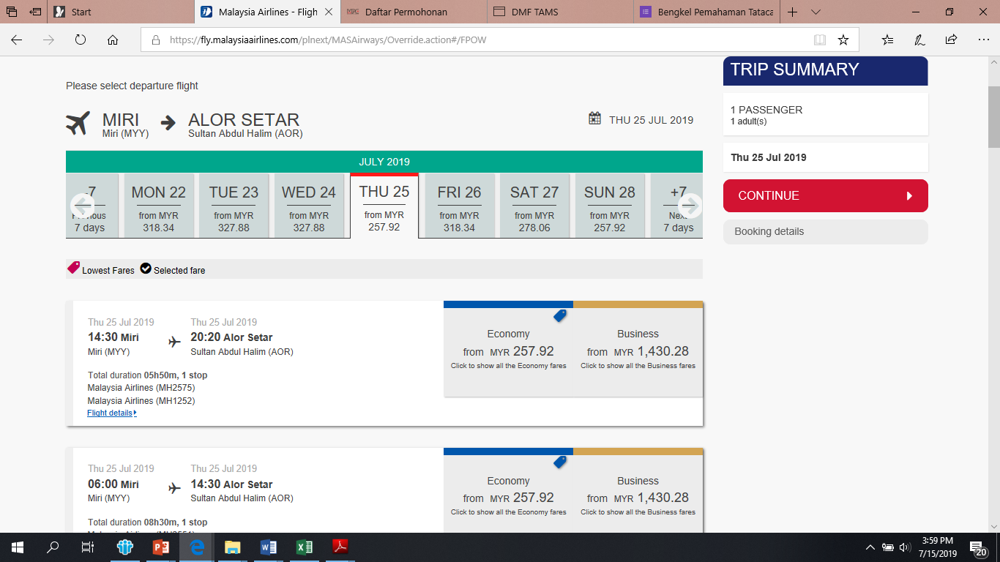 Start
Malaysia Airlines - Fligh
Daftar Permohonan
DMF TAMS
Bengkel Pemahaman Tataca
https://fly.malaysiaairlines.com/plnext/MASAirways/Override.action#/FPOW
Please select departure flight
MIRI
Miri (MYY)
ALOR SETAR
Sultan Abdul Halim (AOR)
THU 25 JUL 2019
JULY 2019
-7
Previous
7 days
MON 22
from MYR
318.34
TUE 23
from MYR
327.88
WED 24
from MYR
327.88
THU 25
from MYR
257.92
FRI 26
from MYR
318.34
SAT 27
from MYR
278.06
SUN 28
from MYR
257.92
+7
Next
7 days
Lowest Fares Selected fare
Thu 25 Jul 2019
14:30 Miri
Miri (MYY)
Thu 25 Jul 2019
20:20 Alor Setar
Sultan Abdul Halim (AOR)
Total duration 05h50m, 1 stop
Malaysia Airlines (MH2575)
Malaysia Airlines (MH1252)
Flight details
Economy
from MYR 257.92
Click to show all the Economy fares
Business
from MYR 1,430.28
Click to show all the Business fares
Thu 25 Jul 2019
06:00 Miri
Miri (MYY)
Thu 25 Jul 2019
14:30 Alor Setar
Sultan Abdul Halim (AOR)
Total duration 08h30m, 1 stop
Economy
from MYR 257.92
Click to show all the Economy fares
Business
from MYR 1,430.28
Click to show all the Business fares
TRIP SUMMARY
1 PASSENGER
1 adult(s)
Thu 25 Jul 2019
CONTINUE
Booking details
3:59 PM
7/15/2019
20